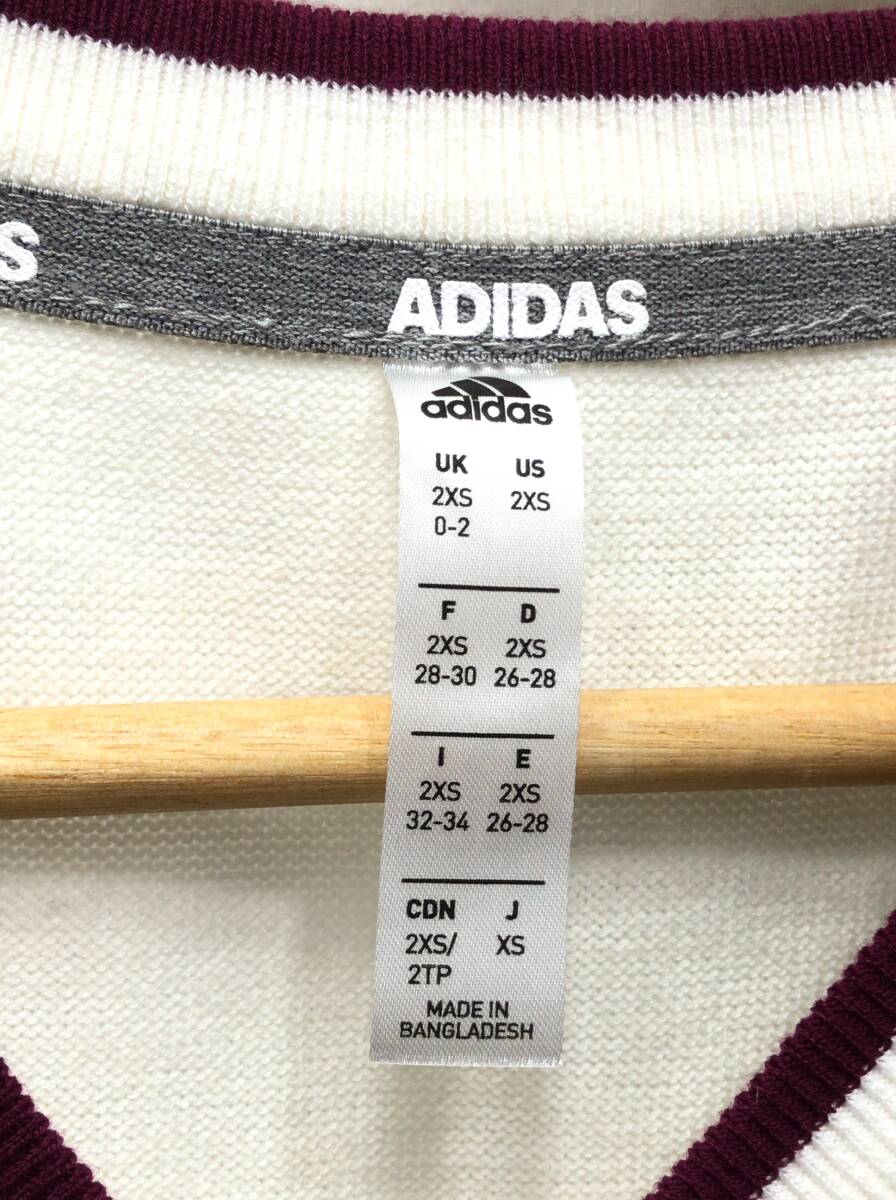 S
ADIDAS
adidas
UK US
2XS 2XS
0-2
F D
2XS 2XS
28-30 26-28
I E
2XS 2XS
32-34 26-28
CDN J
2XS/ XS
2TP
MADE IN
BANGLADESH